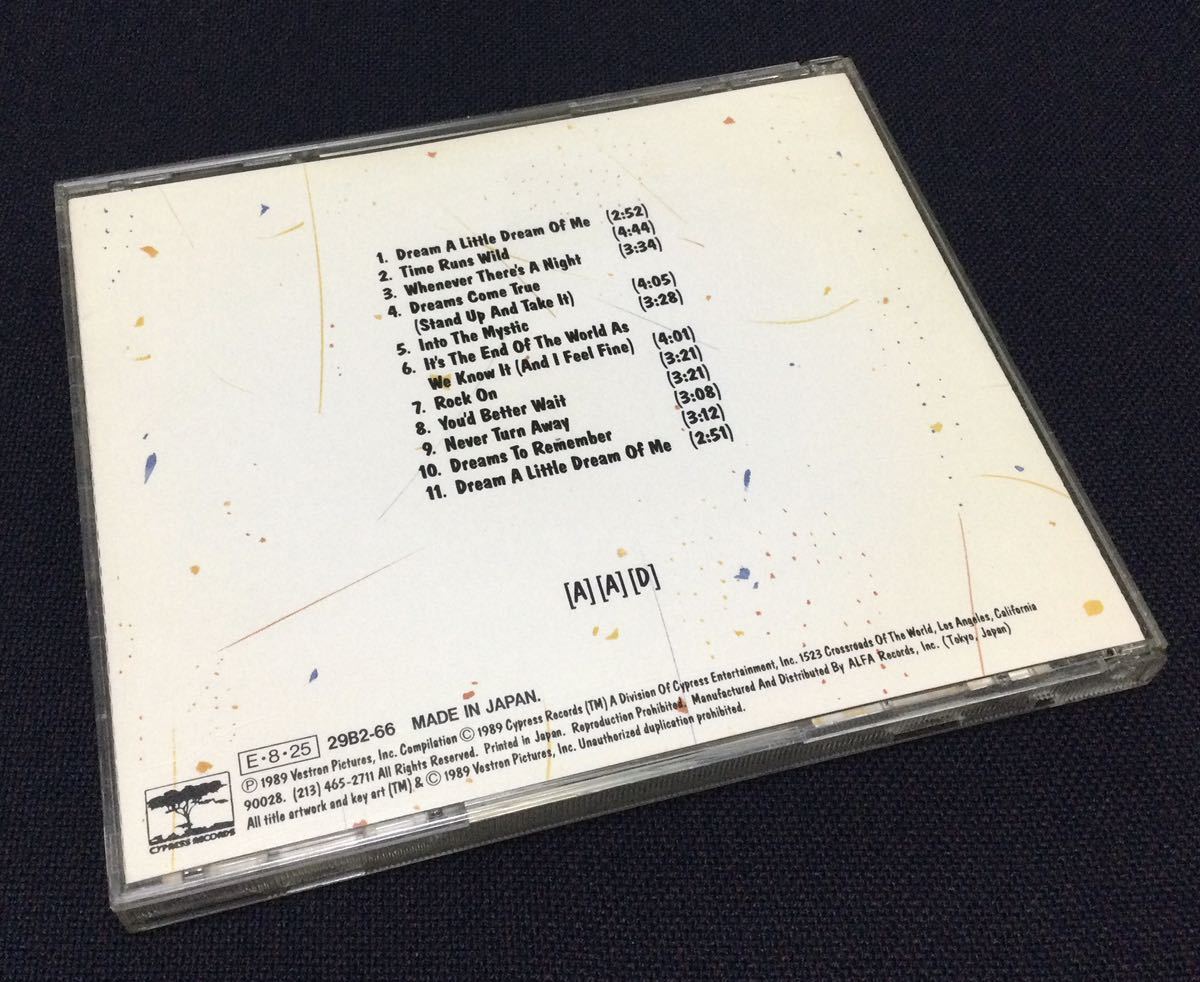 1. Dream A Little Dream Of Me (2:52)
2. Time Runs Wild (4:44)
3. Whenever There's A Night (3:34)
4. Dreams Come True
(Stand Up And Take It) (4:05)
5. Into The Mystic (3:28)
6. It's The End Of The World As
We Know It (And I Feel Fine) (4:01)
7. Rock On (3:21)
8. You'd Better Wait (3:21)
9. Never Turn Away (3:08)
10. Dreams To Remember (3:12)
11. Dream A Little Dream Of Me (2:51)
[A] [A] [D]
E•8•25 29B2-66 MADE IN JAPAN.
Ⓟ 1989 Vestron Pictures, Inc. Compilation © 1989 Cypress Records (TM) A Division Of Cypress Entertainment, Inc. 1523 Crossroads Of The World, Los Angeles, California
90028. (213) 465-2711 All Rights Reserved. Printed in Japan. Reproduction Prohibited. Manufactured And Distributed By ALFA Records, Inc. (Tokyo, Japan)
All title artwork and key art (TM) & © 1989 Vestron Pictures, Inc. Unauthorized duplication prohibited.
CYPRESS RECORDS